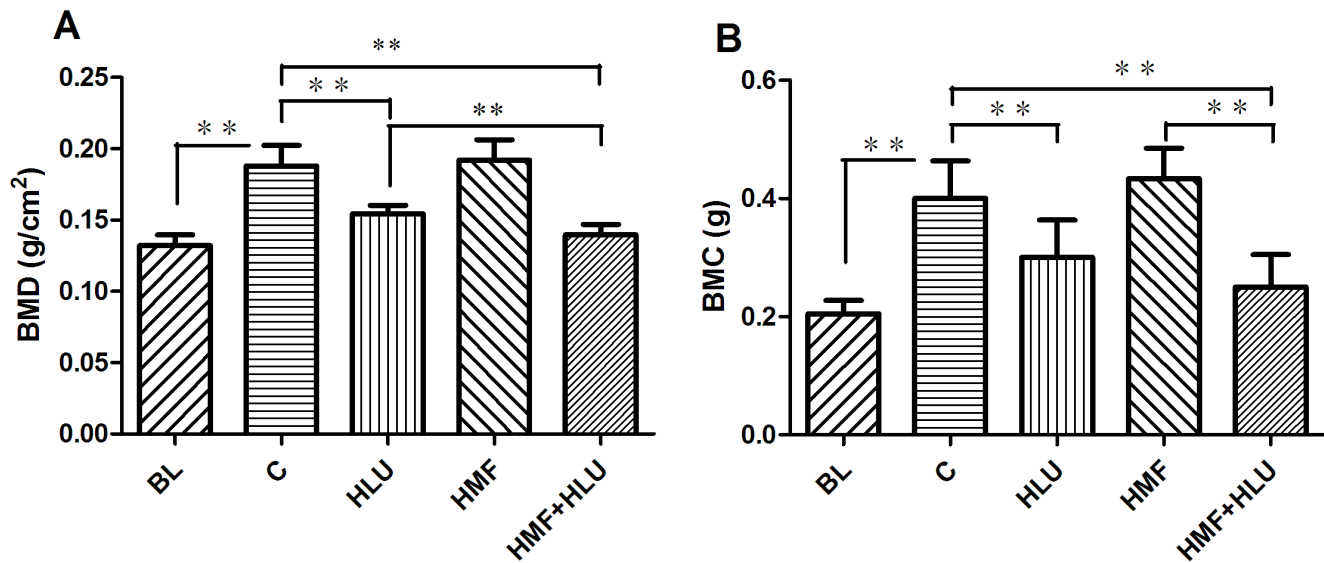 A
BMD (g/cm²)
0.25
0.20
0.15
0.10
0.05
0.00
**
**
**
**
BL
C
HLU
HMF
HMF+HLU
B
BMC (g)
0.6
0.4
0.2
0.0
**
**
**
**
BL
C
HLU
HMF
HMF+HLU